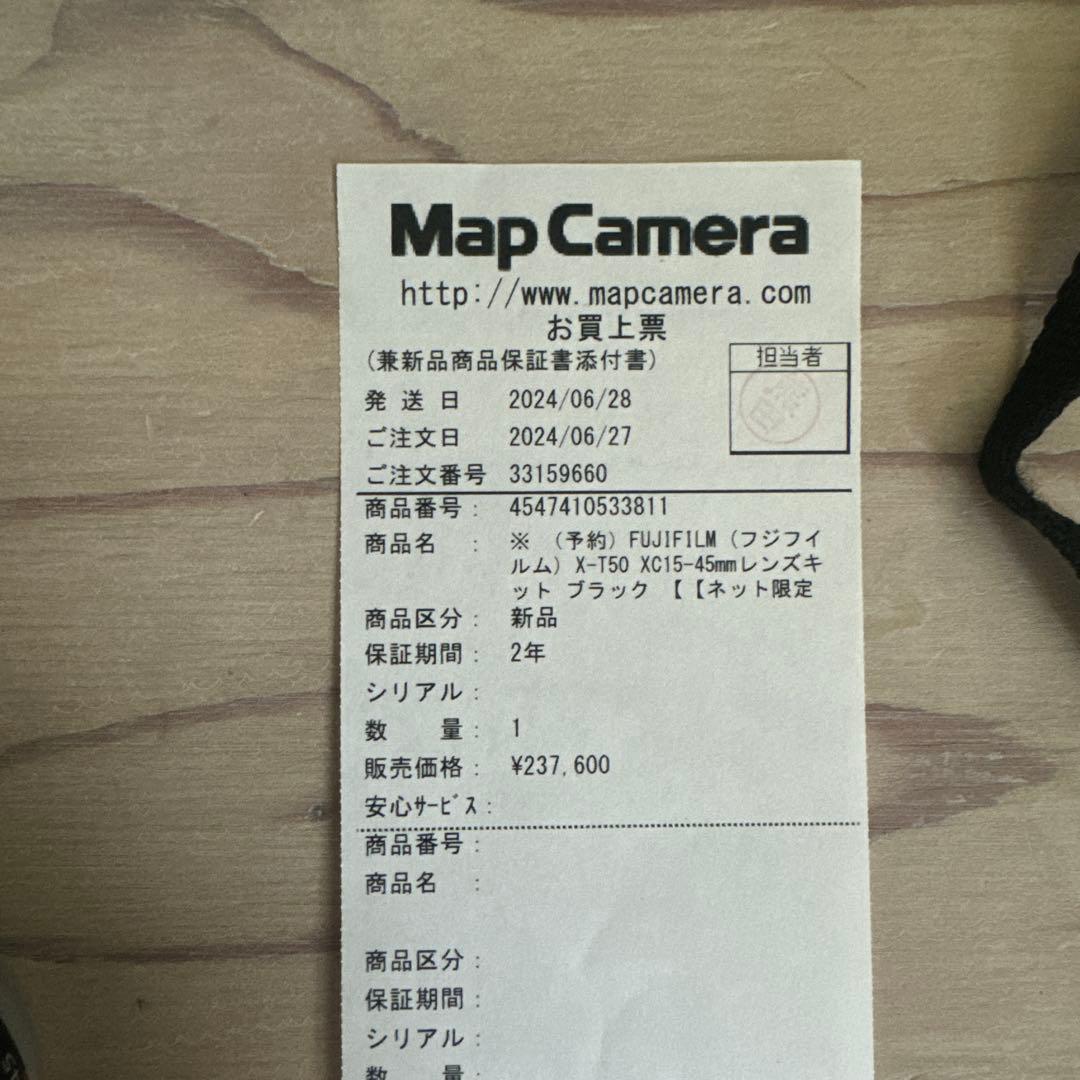 Map Camera
http://www.mapcamera.com
お買上票
(兼新品商品保証書添付書)
担当者
発送日 2024/06/28
ご注文日 2024/06/27
ご注文番号 33159660
商品番号: 4547410533811
商品名 : ※ (予約) FUJIFILM (フジフイ
ルム) X-T50 XC15-45mmレンズキ
ット ブラック 【【ネット限定
商品区分: 新品
保証期間: 2年
シリアル:
数 量: 1
販売価格: ¥237,600
安心ｻｰﾋﾞｽ:
商品番号:
商品名 :
商品区分:
保証期間:
シリアル:
数 量: